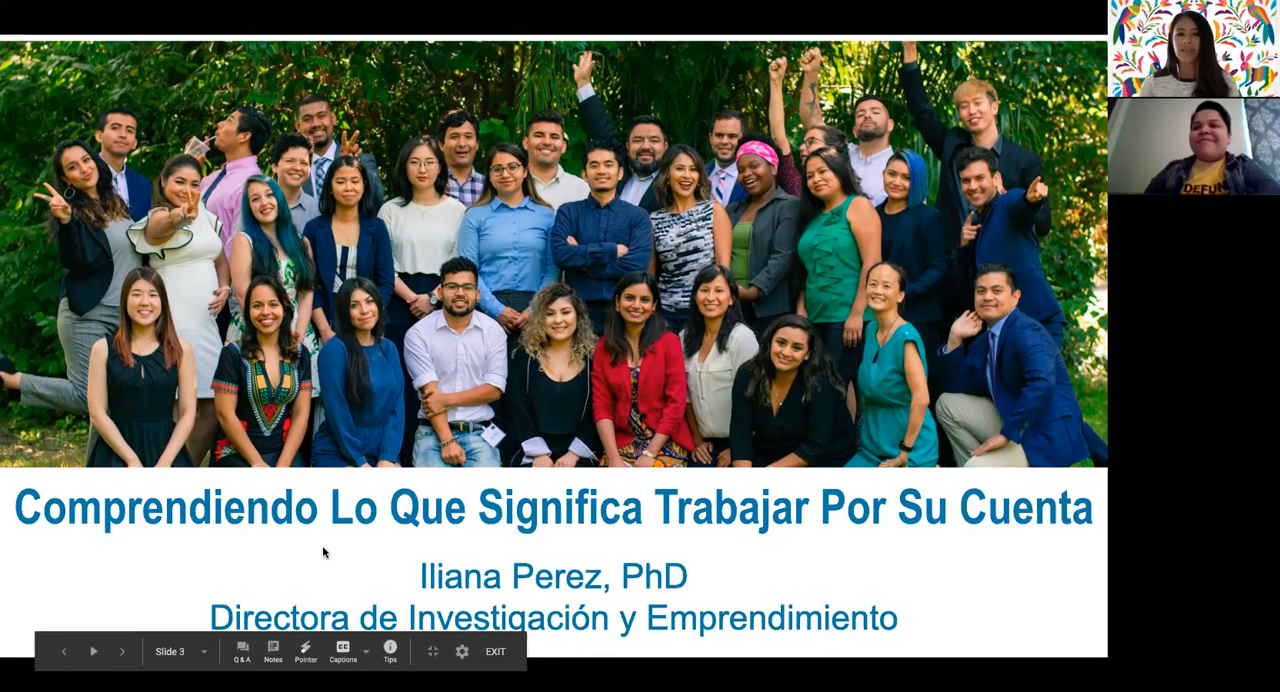 DEFUN
Comprendiendo Lo Que Significa Trabajar Por Su Cuenta
Iliana Perez, PhD
Directora de Investigación y Emprendimiento
Slide 3
Q & A
Notes
Pointer
Captions
Tips
EXIT